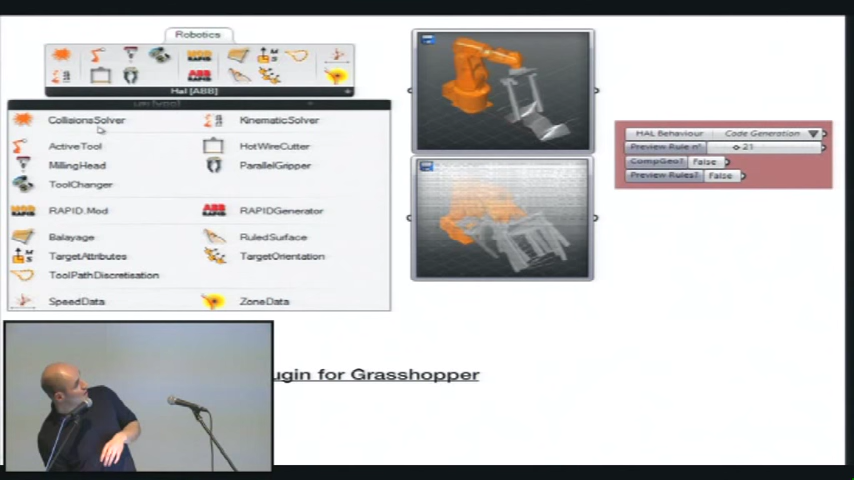 Robotics
Hal [ABB]
CollisionsSolver KinematicSolver
ActiveTool HotWireCutter
MillingHead ParallelGripper
ToolChanger
RAPID.Mod RAPIDGenerator
Balayage RuledSurface
TargetAttributes TargetOrientation
ToolPathDiscretisation
SpeedData ZoneData
HAL Behaviour Code Generation
Preview Rule n° 21
CompGeo? False
Preview Rules? False
ugin for Grasshopper